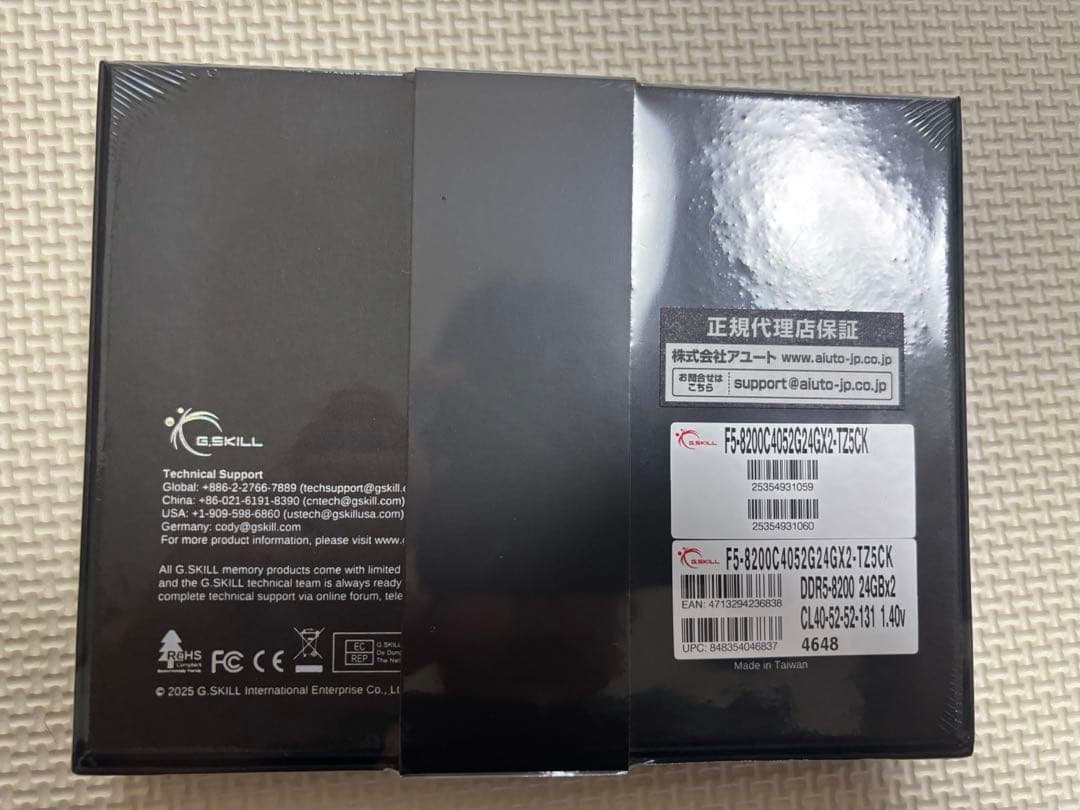 G.SKILL
Technical Support
Global: +886-2-2766-7889 (techsupport@gskill.
China: +86-021-6191-8390 (cntech@gskill.com)
USA: +1-909-598-6860 (ustech@gskillusa.com)
Germany: cody@gskill.com
For more product information, please visit www.
All G.SKILL memory products come with limited
and the G.SKILL technical team is always ready
complete technical support via online forum, tele
RoHS
Compliant
FC CE
EC REP
G.SKILL
De Don
The Net
© 2025 G.SKILL International Enterprise Co., Lt
正規代理店保証
株式会社アユート www.aiuto-jp.co.jp
お問合せは
こちら
support@aiuto-jp.co.jp
G.SKILL F5-8200C4052G24GX2-TZ5CK
25354931059
25354931060
G.SKILL F5-8200C4052G24GX2-TZ5CK
DDR5-8200 24GBx2
EAN: 4713294236838
CL40-52-52-131 1.40v
UPC: 848354046837
4648
Made in Taiwan